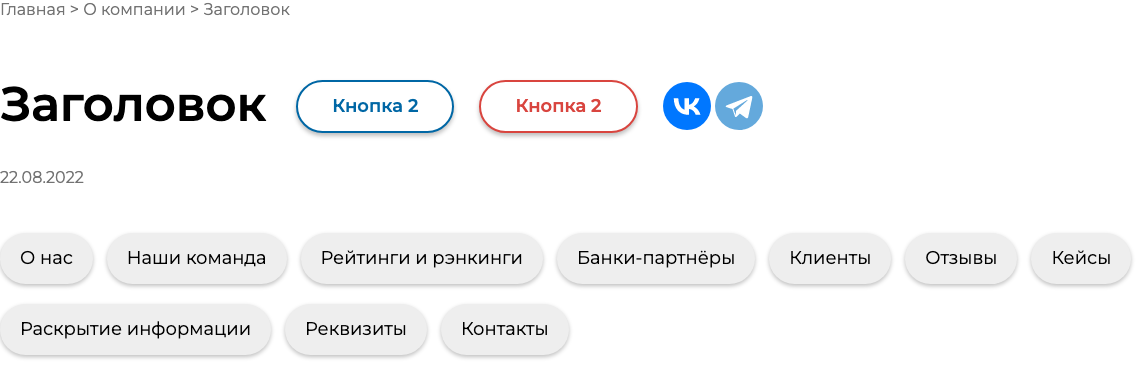 Главная > О компании > Заголовок
Заголовок Кнопка 2 Кнопка 2
22.08.2022
О нас Наши команда Рейтинги и рэнкинги Банки-партнёры Клиенты Отзывы Кейсы
Раскрытие информации Реквизиты Контакты